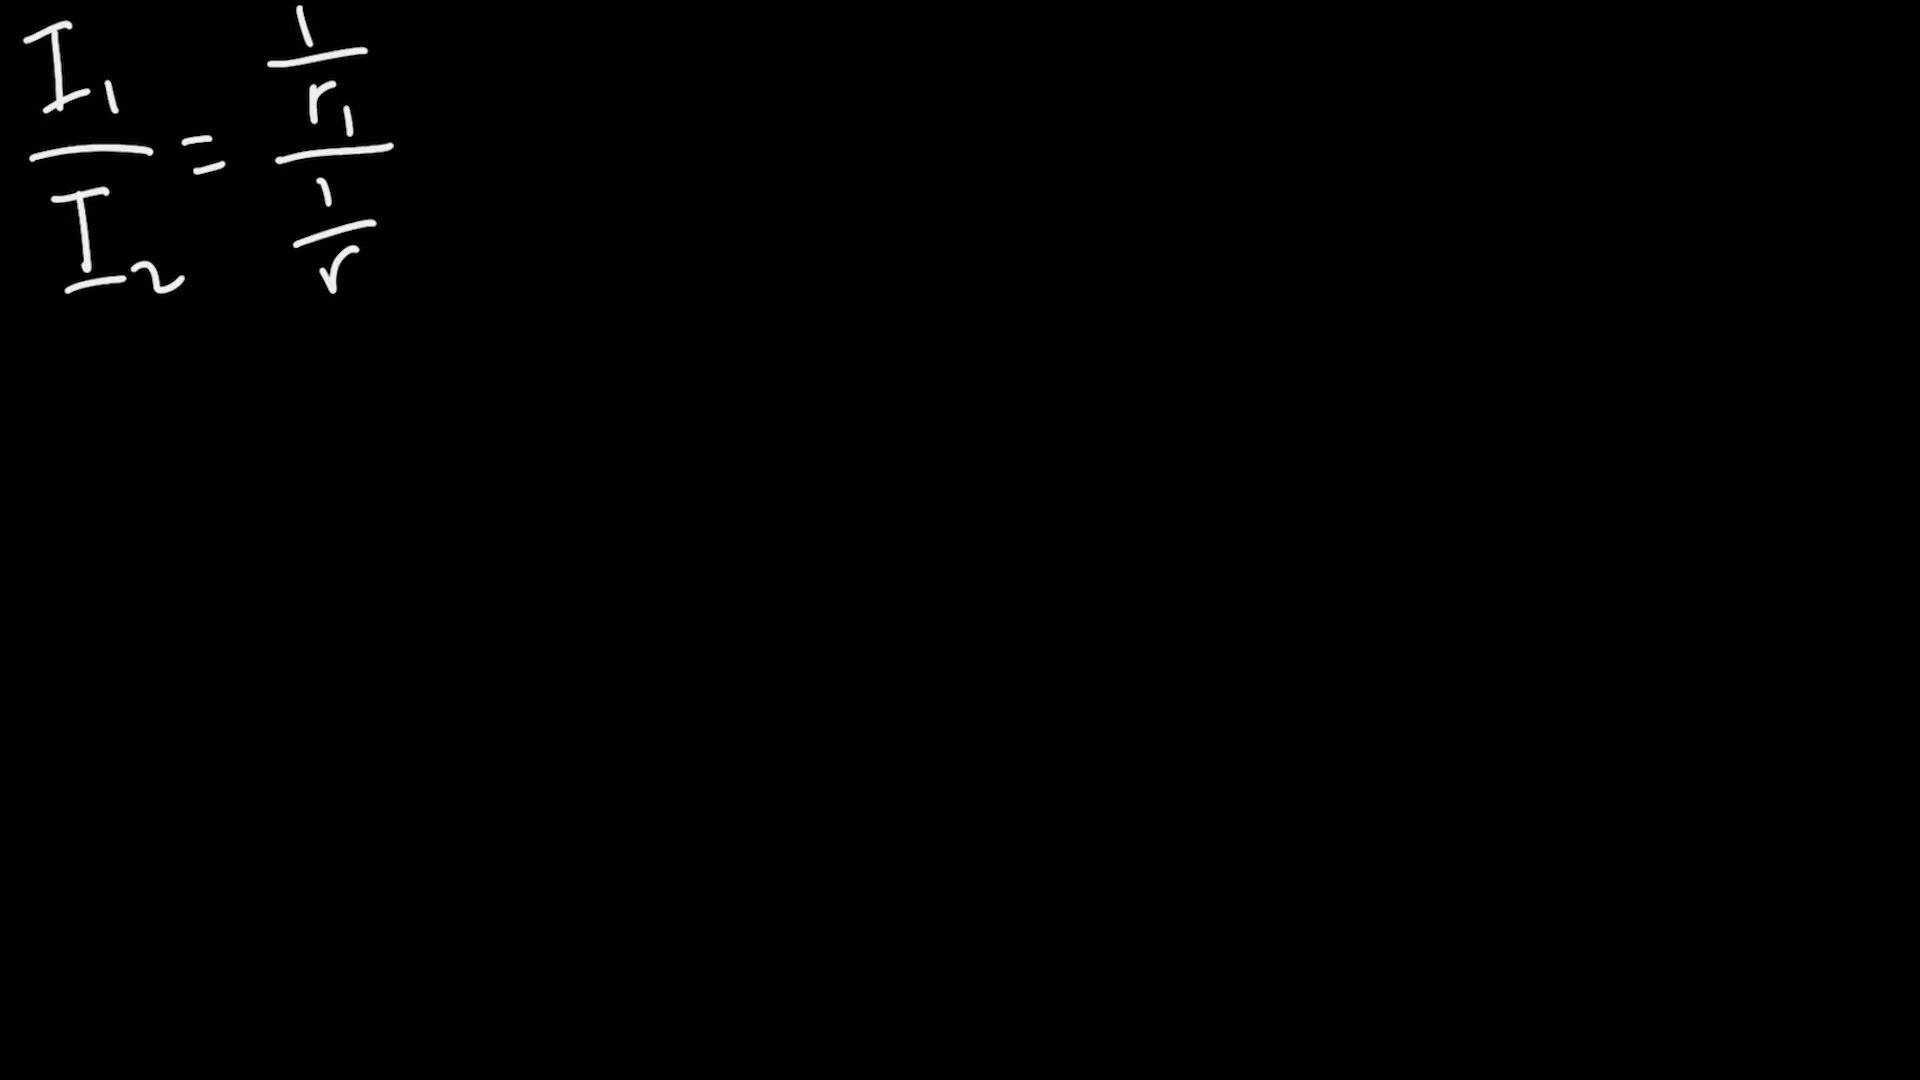 I₁/I₂ = (1/r₁)/(1/r)